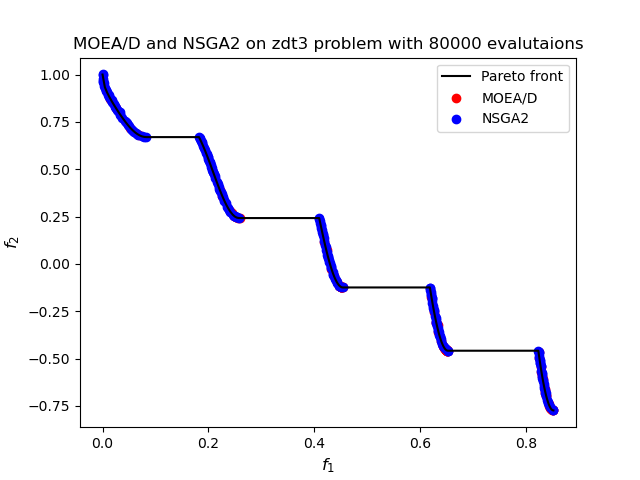 MOEA/D and NSGA2 on zdt3 problem with 80000 evalutaions
Pareto front
MOEA/D
NSGA2
1.00
0.75
0.50
0.25
0.00
−0.25
−0.50
−0.75
f₂
0.0 0.2 0.4 0.6 0.8
f₁